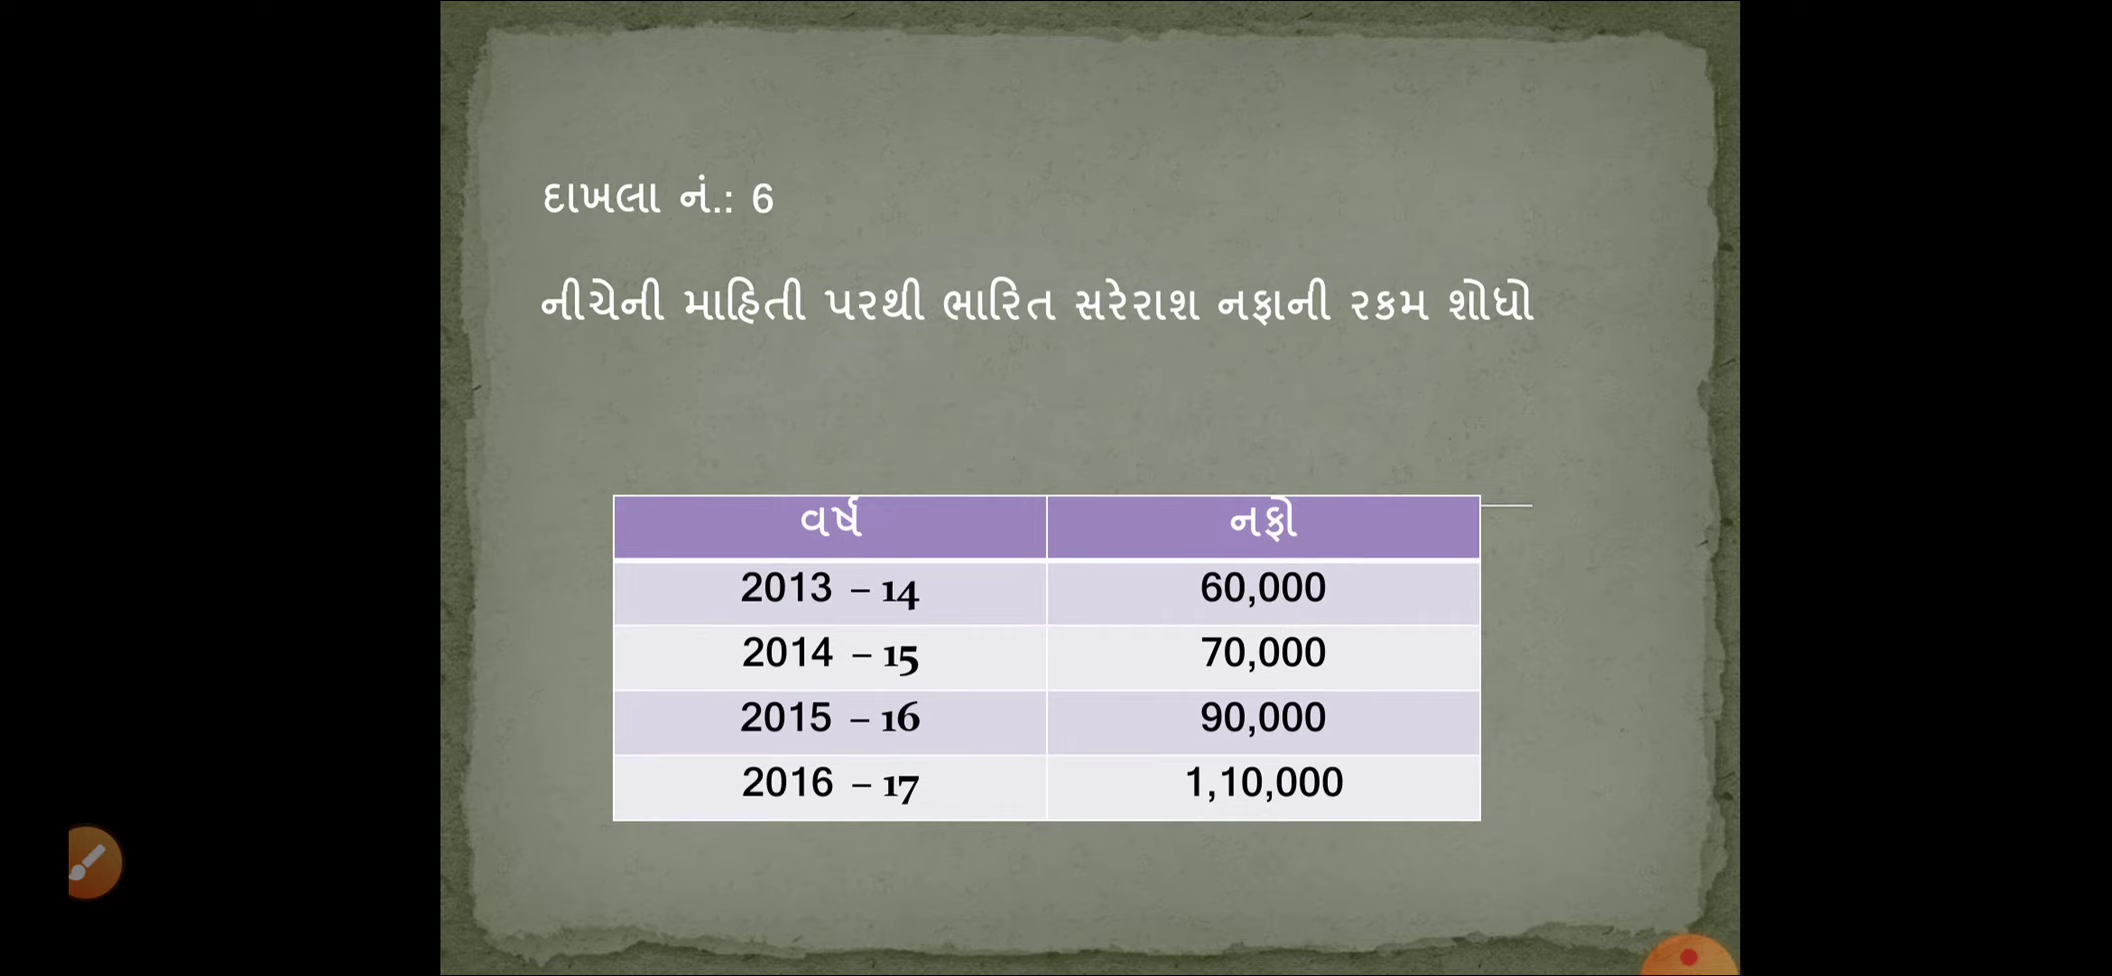 દાખલા નં.: 6
નીચેની માહિતી પરથી ભારિત સરેરાશ નફાની રકમ શોધો
વર્ષ નફો
2013 – 14 60,000
2014 – 15 70,000
2015 – 16 90,000
2016 – 17 1,10,000